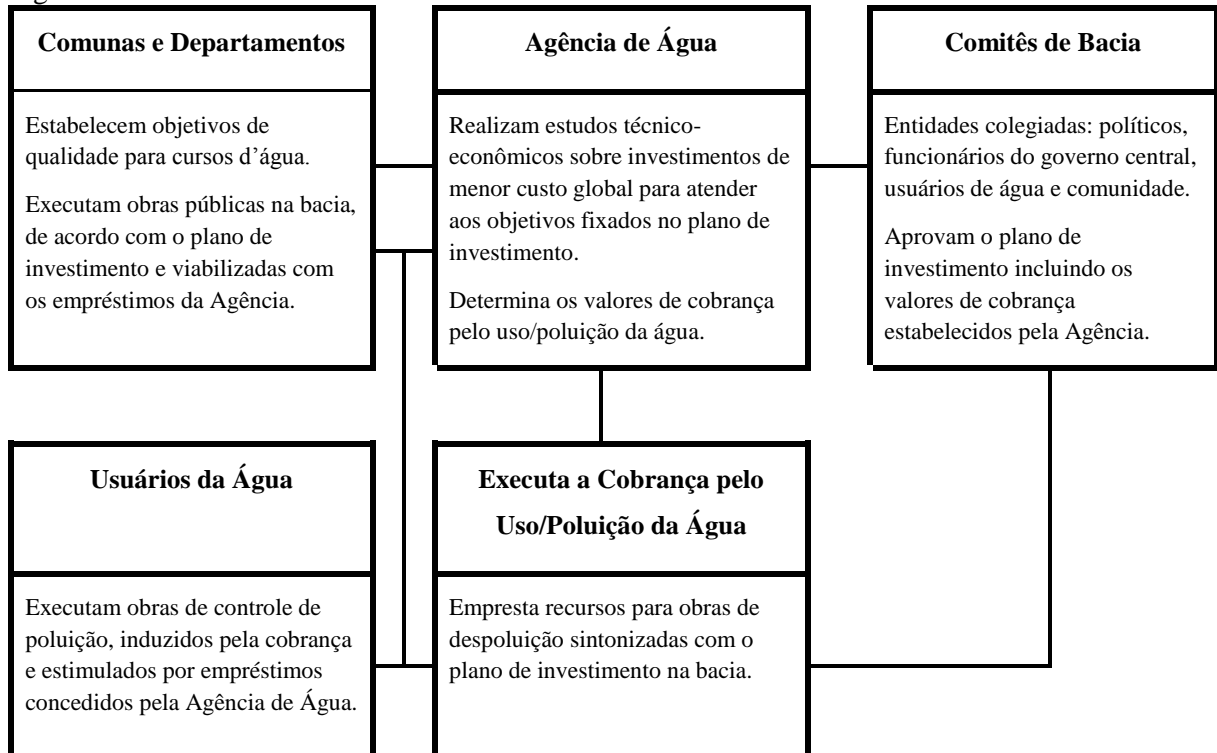 Comunas e Departamentos
Estabelecem objetivos de
qualidade para cursos d’água.
Executam obras públicas na bacia,
de acordo com o plano de
investimento e viabilizadas com
os empréstimos da Agência.
Agência de Água
Realizam estudos técnico-
econômicos sobre investimentos de
menor custo global para atender
aos objetivos fixados no plano de
investimento.
Determina os valores de cobrança
pelo uso/poluição da água.
Comitês de Bacia
Entidades colegiadas: políticos,
funcionários do governo central,
usuários de água e comunidade.
Aprovam o plano de
investimento incluindo os
valores de cobrança
estabelecidos pela Agência.
Usuários da Água
Executam obras de controle de
poluição, induzidos pela cobrança
e estimulados por empréstimos
concedidos pela Agência de Água.
Executa a Cobrança pelo
Uso/Poluição da Água
Empresta recursos para obras de
despoluição sintonizadas com o
plano de investimento na bacia.